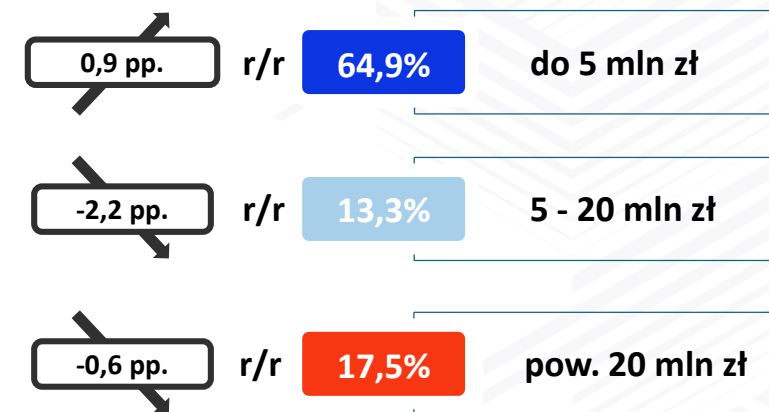 0,9 pp. r/r 64,9% do 5 mln zł
-2,2 pp. r/r 13,3% 5 - 20 mln zł
-0,6 pp. r/r 17,5% pow. 20 mln zł